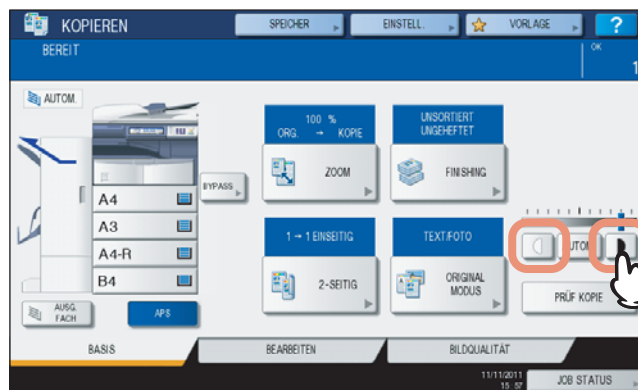 KOPIEREN
SPEICHER
EINSTELL.
VORLAGE
?
BEREIT
OK
1
AUTOM.
100 %
ORG. → KOPIE
UNSORTIERT
UNGEHEFTET
ZOOM
FINISHING
BYPASS
A4
A3
A4-R
B4
1 → 1 EINSEITIG
TEXT/FOTO
2-SEITIG
ORIGINAL
MODUS
PRÜF KOPIE
AUSG.
FACH
APS
BASIS
BEARBEITEN
BILDQUALITÄT
11/11/2011
15:57
JOB STATUS